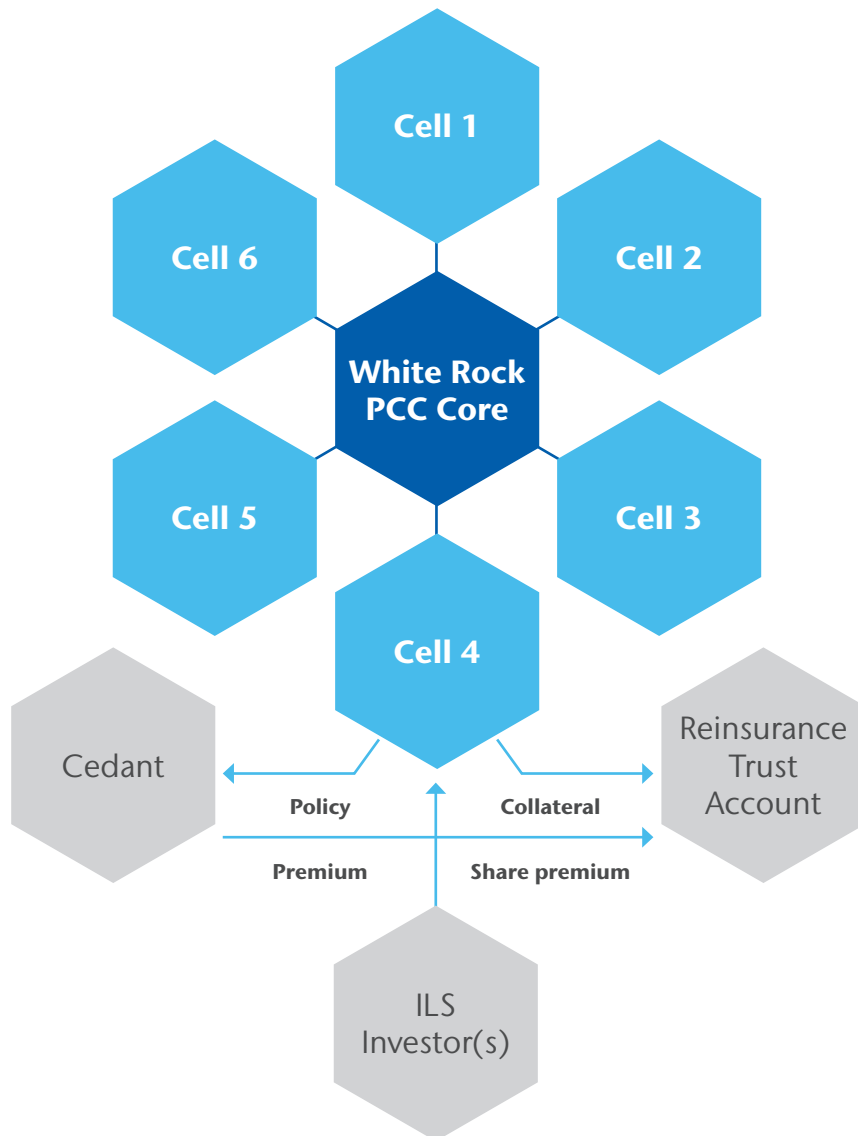 Cell 1
Cell 6
Cell 2
White Rock
PCC Core
Cell 5
Cell 3
Cell 4
Cedant
Reinsurance
Trust
Account
Policy
Collateral
Premium
Share premium
ILS
Investor(s)